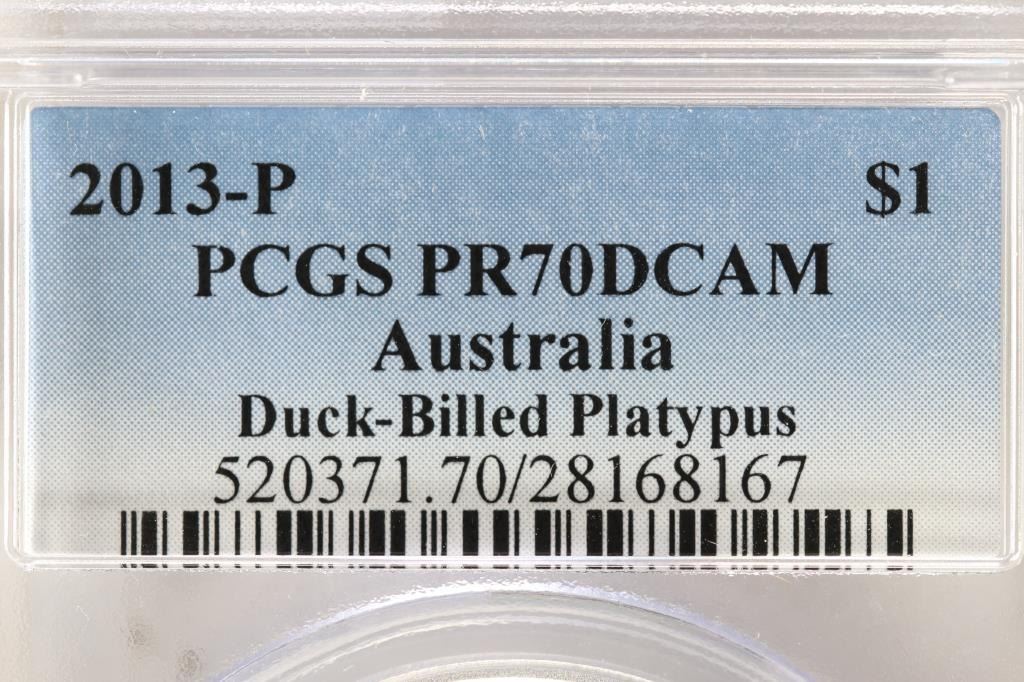 2013-P $1
PCGS PR70DCAM
Australia
Duck-Billed Platypus
520371.70/28168167